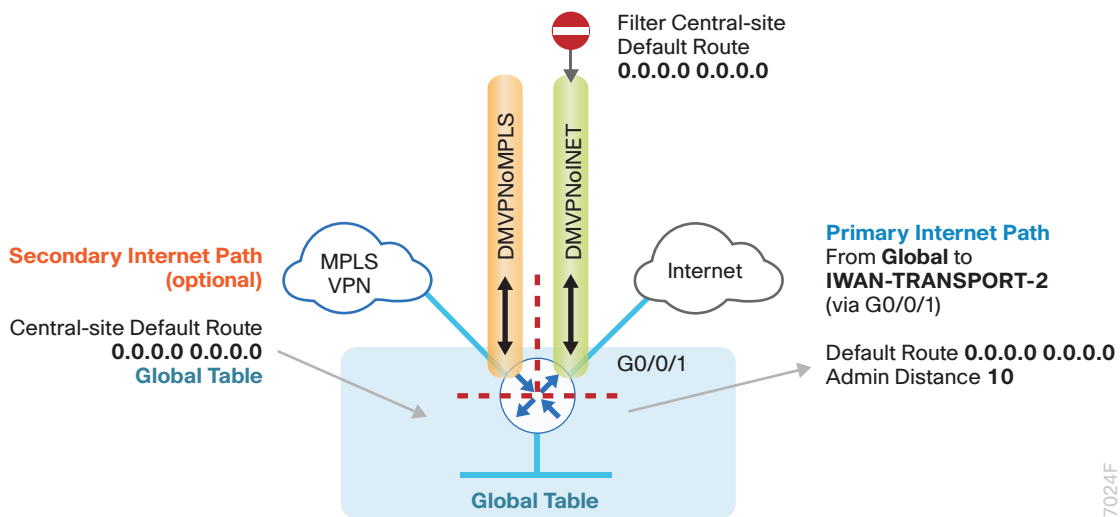 Filter Central-site
Default Route
0.0.0.0 0.0.0.0
DMVPNoMPLS
DMVPNoINET
Secondary Internet Path
(optional)
Central-site Default Route
0.0.0.0 0.0.0.0
Global Table
MPLS
VPN
Internet
Primary Internet Path
From Global to
IWAN-TRANSPORT-2
(via G0/0/1)
Default Route 0.0.0.0 0.0.0.0
Admin Distance 10
G0/0/1
Global Table
7024F